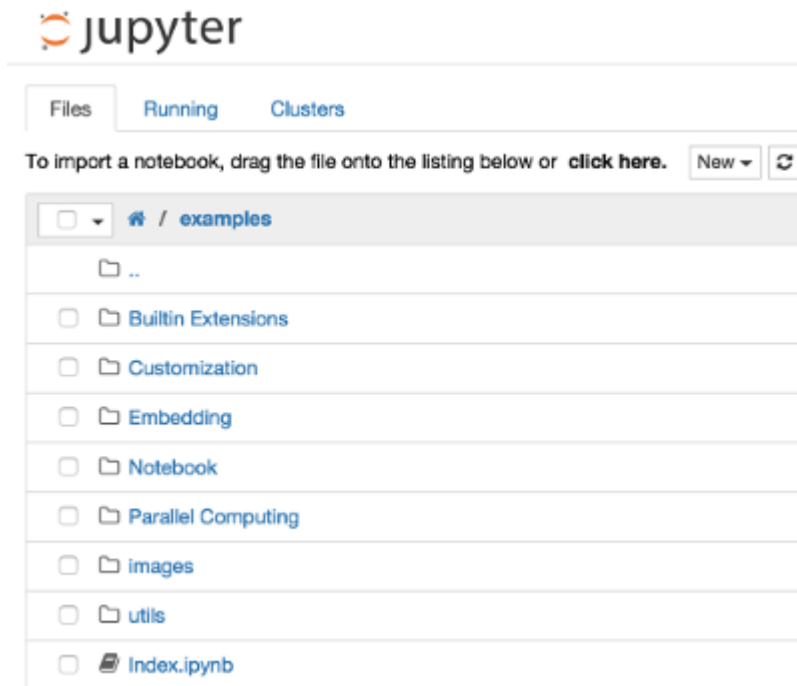 jupyter
Files Running Clusters
To import a notebook, drag the file onto the listing below or click here. New
/ examples
..
Builtin Extensions
Customization
Embedding
Notebook
Parallel Computing
images
utils
Index.ipynb